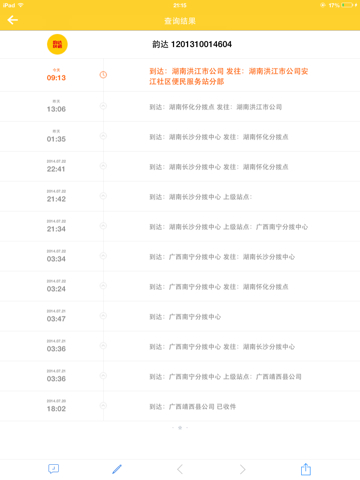 iPad
21:15
17%
查询结果
韵达 1201310014604
今天
09:13
到达：湖南洪江市公司 发往：湖南洪江市公司安
江社区便民服务站分部
昨天
13:06
到达：湖南怀化分拨点 发往：湖南洪江市公司
昨天
01:35
到达：湖南长沙分拨中心 发往：湖南怀化分拨点
2014.07.22
22:41
到达：湖南长沙分拨中心 发往：湖南怀化分拨点
2014.07.22
21:42
到达：湖南长沙分拨中心 上级站点：
2014.07.22
21:34
到达：湖南长沙分拨中心 上级站点：广西南宁分拨中心
2014.07.22
03:34
到达：广西南宁分拨中心 发往：湖南长沙分拨中心
2014.07.22
03:24
到达：广西南宁分拨中心 发往：湖南怀化分拨点
2014.07.21
03:47
到达：广西南宁分拨中心
2014.07.21
03:36
到达：广西南宁分拨中心 发往：湖南长沙分拨中心
2014.07.21
03:36
到达：广西南宁分拨中心 上级站点：广西靖西县公司
2014.07.20
18:02
到达：广西靖西县公司 已收件